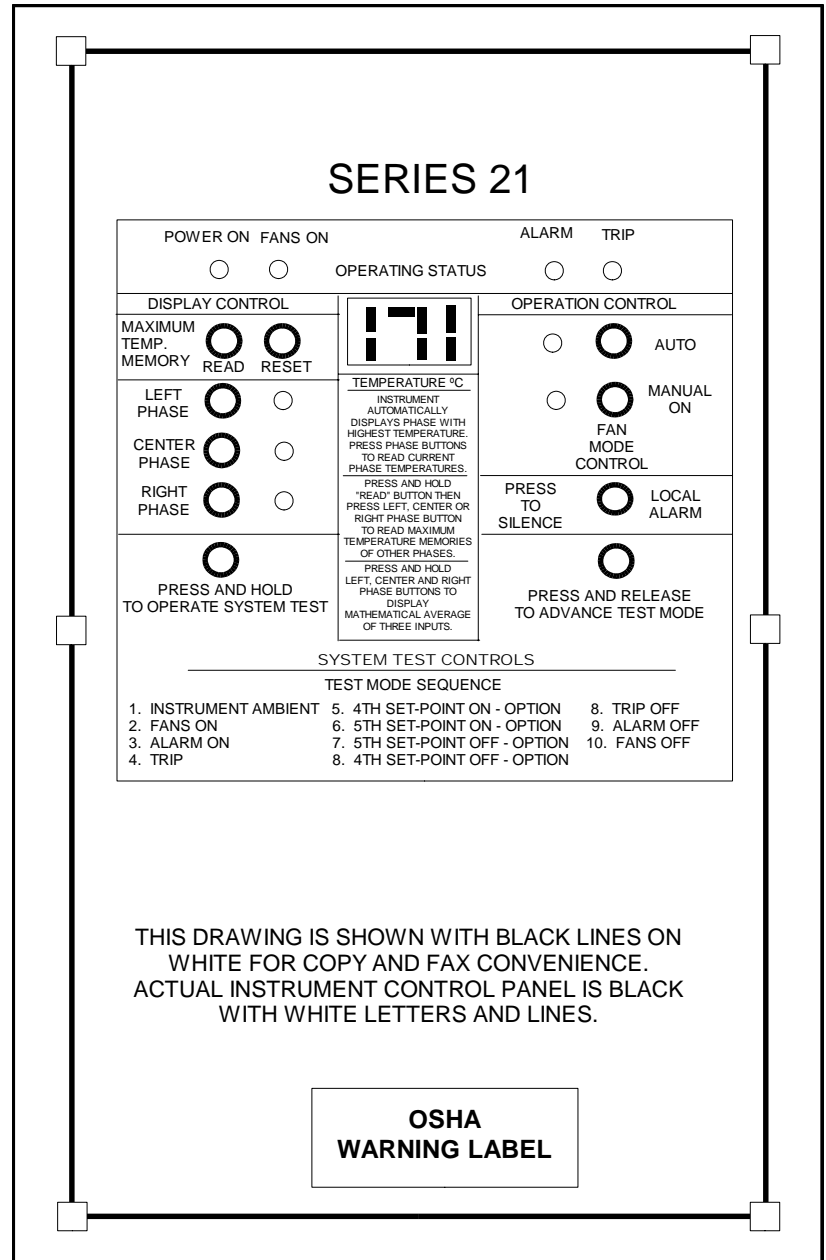 SERIES 21
POWER ON FANS ON
ALARM TRIP
OPERATING STATUS
DISPLAY CONTROL
MAXIMUM
TEMP.
MEMORY
READ RESET
LEFT
PHASE
CENTER
PHASE
RIGHT
PHASE
PRESS AND HOLD
TO OPERATE SYSTEM TEST
171
TEMPERATURE ºC
INSTRUMENT
AUTOMATICALLY
DISPLAYS PHASE WITH
HIGHEST TEMPERATURE.
PRESS PHASE BUTTONS
TO READ CURRENT
PHASE TEMPERATURES.
PRESS AND HOLD
"READ" BUTTON THEN
PRESS LEFT, CENTER OR
RIGHT PHASE BUTTON
TO READ MAXIMUM
TEMPERATURE MEMORIES
OF OTHER PHASES.
PRESS AND HOLD
LEFT, CENTER AND RIGHT
PHASE BUTTONS TO
DISPLAY
MATHEMATICAL AVERAGE
OF THREE INPUTS.
OPERATION CONTROL
AUTO
MANUAL
ON
FAN
MODE
CONTROL
PRESS
TO
SILENCE
LOCAL
ALARM
PRESS AND RELEASE
TO ADVANCE TEST MODE
SYSTEM TEST CONTROLS
TEST MODE SEQUENCE
1. INSTRUMENT AMBIENT
2. FANS ON
3. ALARM ON
4. TRIP
5. 4TH SET-POINT ON - OPTION
6. 5TH SET-POINT ON - OPTION
7. 5TH SET-POINT OFF - OPTION
8. 4TH SET-POINT OFF - OPTION
8. TRIP OFF
9. ALARM OFF
10. FANS OFF
THIS DRAWING IS SHOWN WITH BLACK LINES ON
WHITE FOR COPY AND FAX CONVENIENCE.
ACTUAL INSTRUMENT CONTROL PANEL IS BLACK
WITH WHITE LETTERS AND LINES.
OSHA
WARNING LABEL